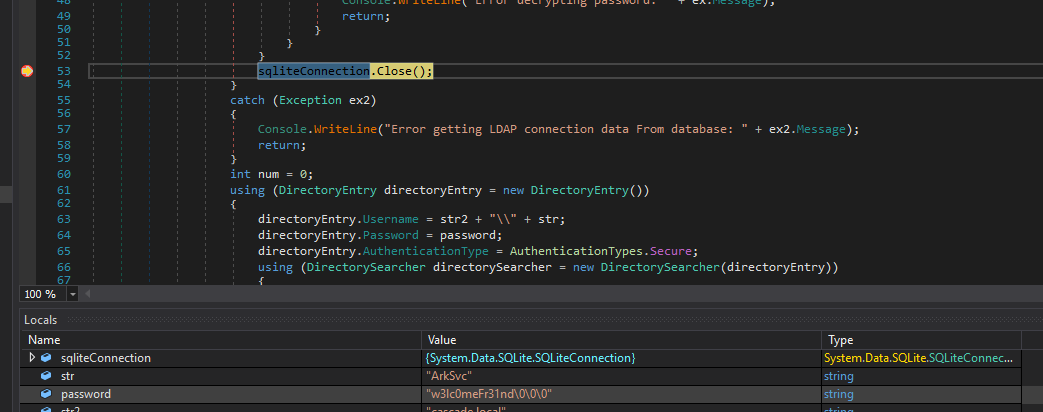 48 Console.WriteLine("Error decrypting password: " + ex.Message);
49 return;
50 }
51 }
52 }
53 sqliteConnection.Close();
54 }
55 catch (Exception ex2)
56 {
57 Console.WriteLine("Error getting LDAP connection data From database: " + ex2.Message);
58 return;
59 }
60 int num = 0;
61 using (DirectoryEntry directoryEntry = new DirectoryEntry())
62 {
63 directoryEntry.Username = str2 + "\\" + str;
64 directoryEntry.Password = password;
65 directoryEntry.AuthenticationType = AuthenticationTypes.Secure;
66 using (DirectorySearcher directorySearcher = new DirectorySearcher(directoryEntry))
67 {
100 %
Locals
Name Value Type
sqliteConnection {System.Data.SQLite.SQLiteConnection} System.Data.SQLite.SQLiteConnec...
str "ArkSvc" string
password "w3lc0meFr31nd\0\0\0" string
str2 "cascade.local" string